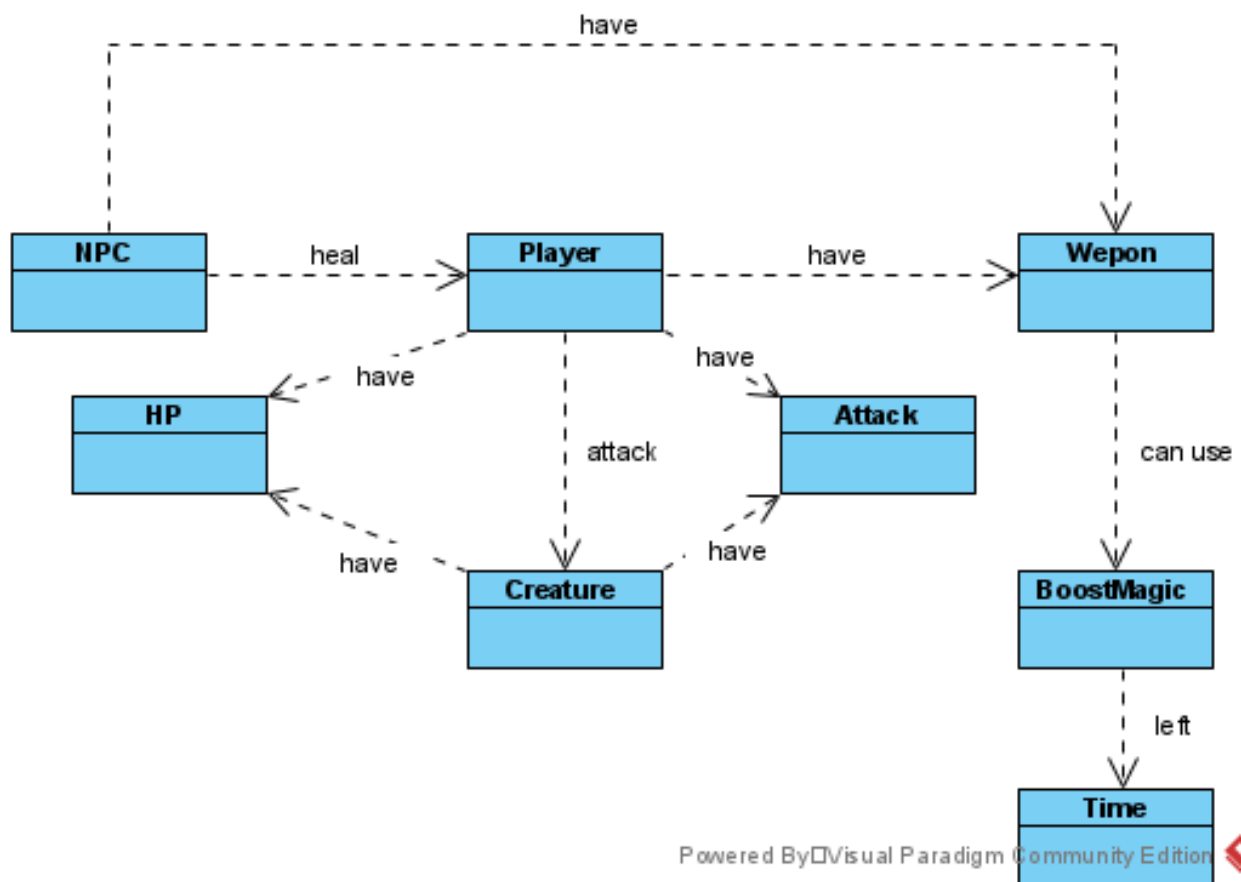 have
NPC
heal
Player
have
Wepon
have
have
HP
Attack
attack
can use
have
have
Creature
BoostMagic
left
Time
Powered By□Visual Paradigm Community Edition